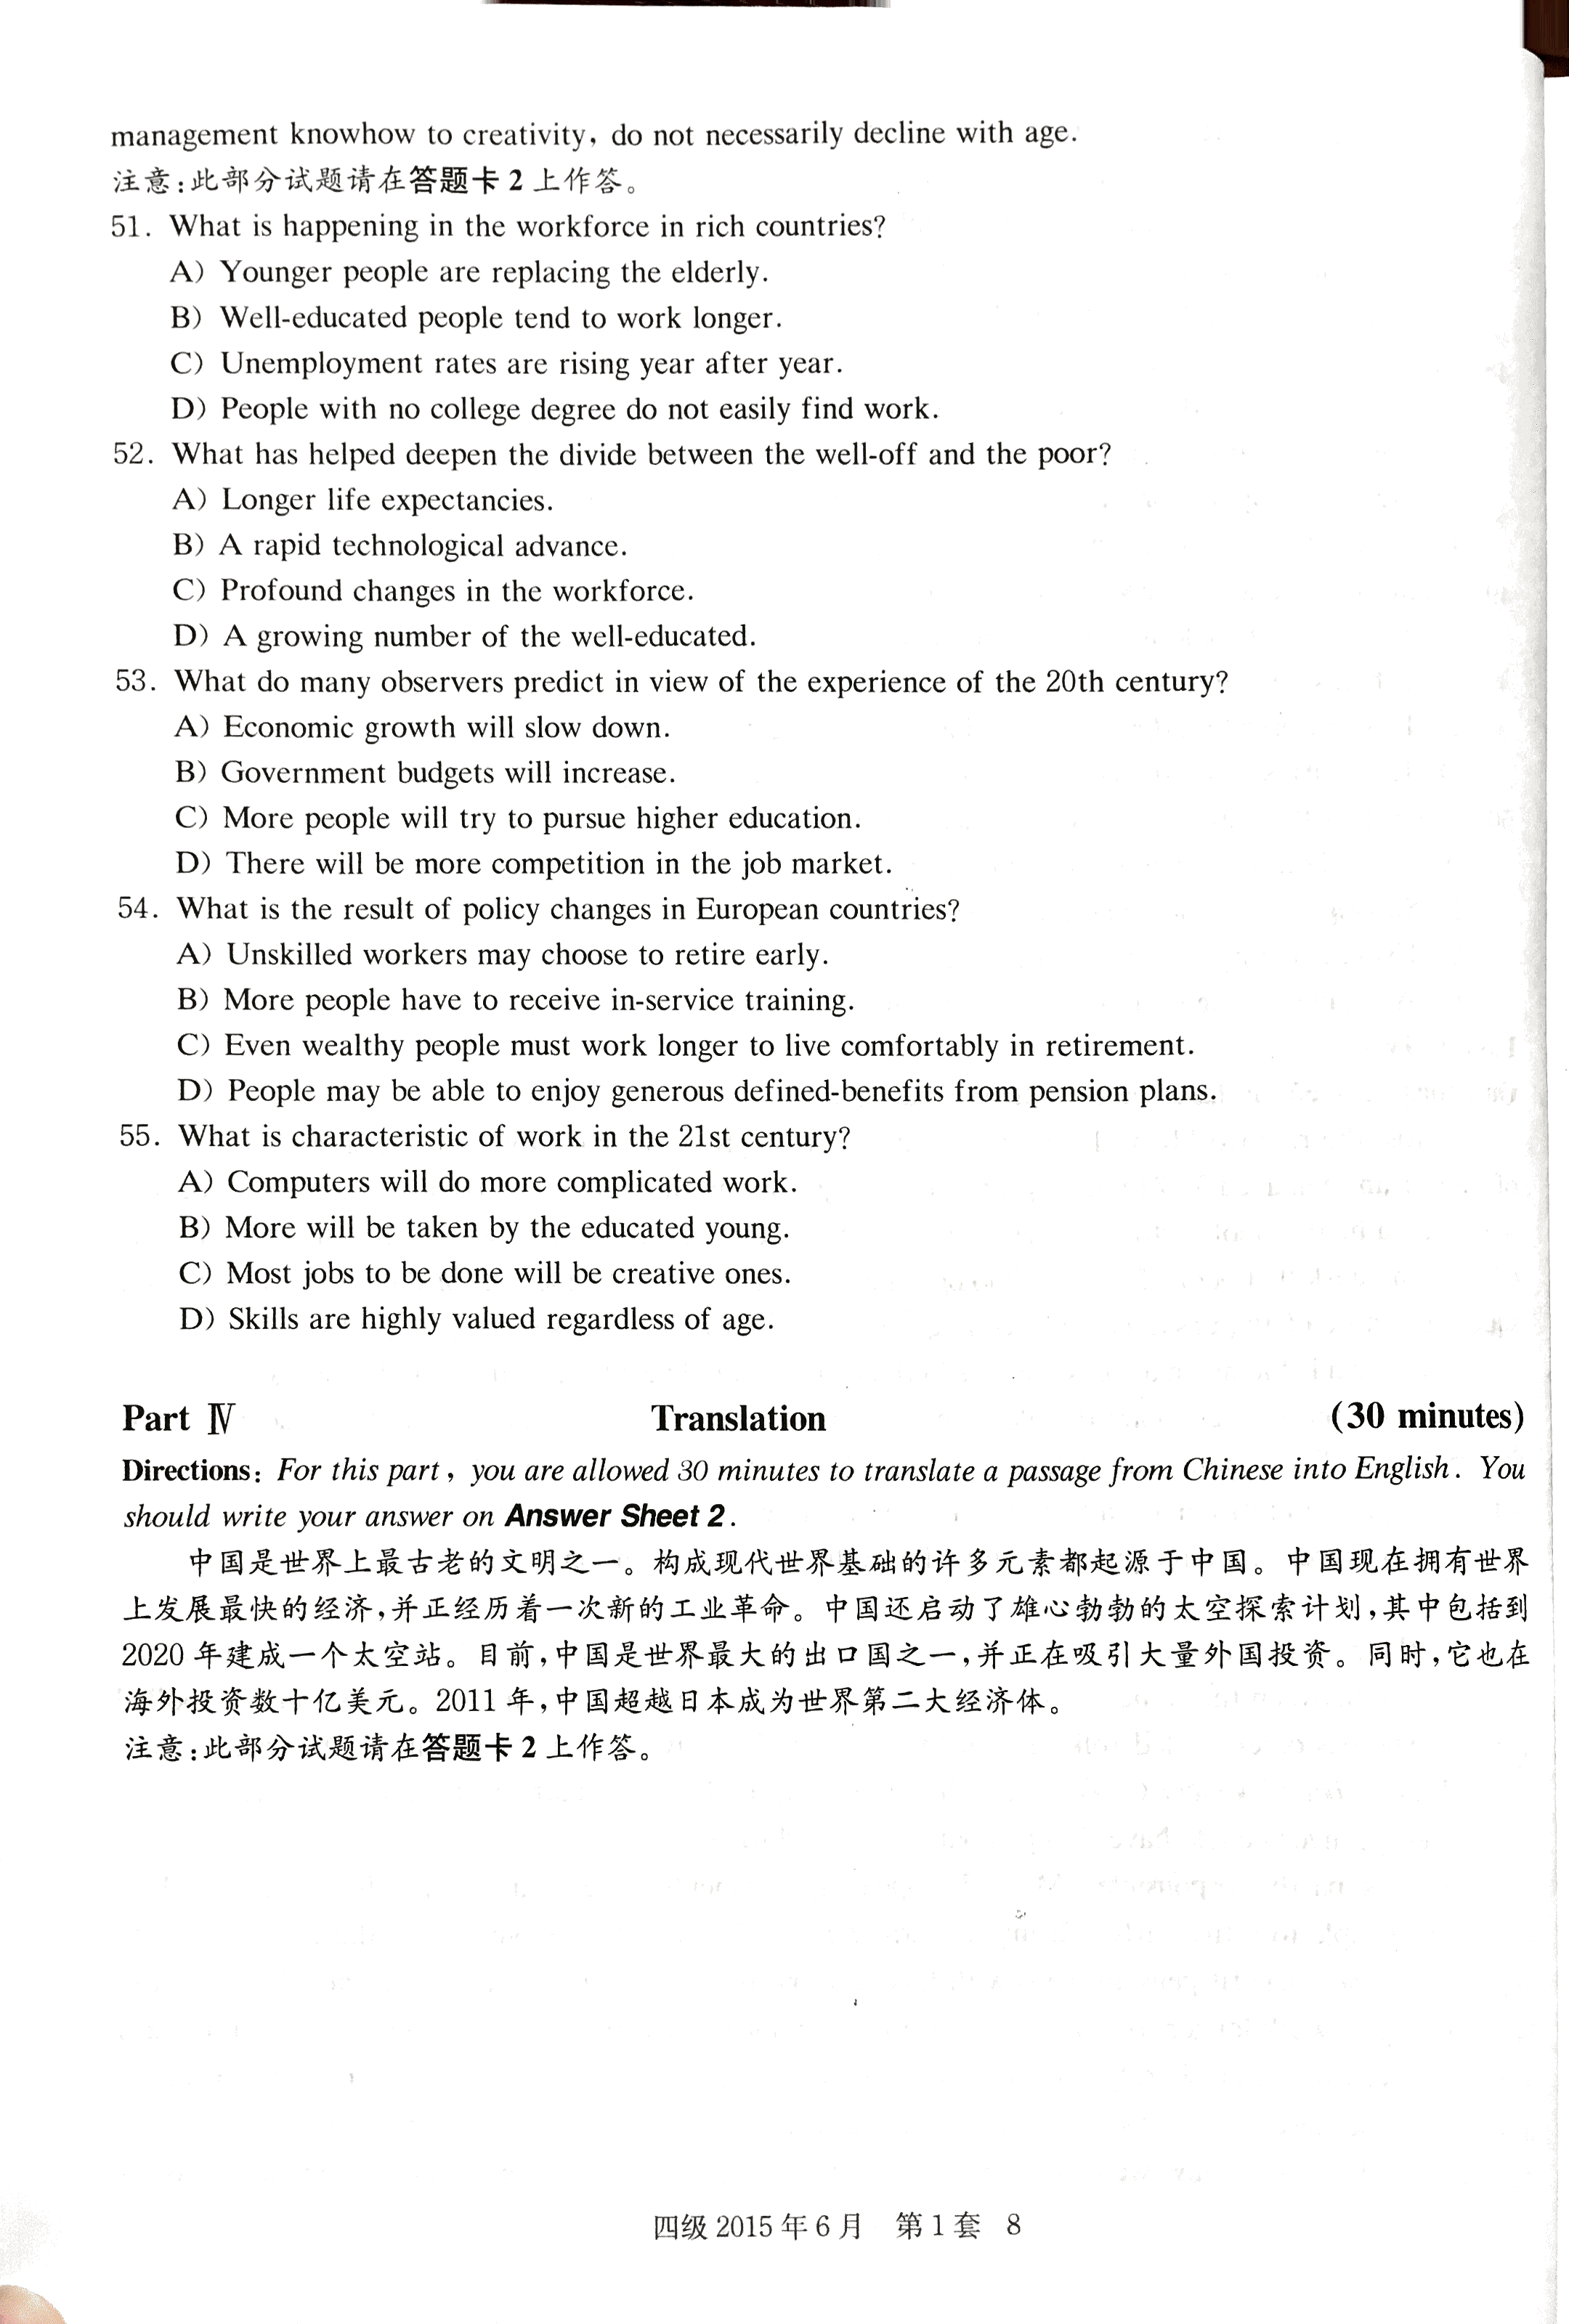 management knowhow to creativity, do not necessarily decline with age.
注意:此部分试题请在答题卡 2 上作答。
51. What is happening in the workforce in rich countries?
A) Younger people are replacing the elderly.
B) Well-educated people tend to work longer.
C) Unemployment rates are rising year after year.
D) People with no college degree do not easily find work.
52. What has helped deepen the divide between the well-off and the poor?
A) Longer life expectancies.
B) A rapid technological advance.
C) Profound changes in the workforce.
D) A growing number of the well-educated.
53. What do many observers predict in view of the experience of the 20th century?
A) Economic growth will slow down.
B) Government budgets will increase.
C) More people will try to pursue higher education.
D) There will be more competition in the job market.
54. What is the result of policy changes in European countries?
A) Unskilled workers may choose to retire early.
B) More people have to receive in-service training.
C) Even wealthy people must work longer to live comfortably in retirement.
D) People may be able to enjoy generous defined-benefits from pension plans.
55. What is characteristic of work in the 21st century?
A) Computers will do more complicated work.
B) More will be taken by the educated young.
C) Most jobs to be done will be creative ones.
D) Skills are highly valued regardless of age.
Part Ⅳ Translation (30 minutes)
Directions: For this part, you are allowed 30 minutes to translate a passage from Chinese into English. You
should write your answer on Answer Sheet 2.
中国是世界上最古老的文明之一。构成现代世界基础的许多元素都起源于中国。中国现在拥有世界
上发展最快的经济,并正经历着一次新的工业革命。中国还启动了雄心勃勃的太空探索计划,其中包括到
2020 年建成一个太空站。目前,中国是世界最大的出口国之一,并正在吸引大量外国投资。同时,它也在
海外投资数十亿美元。2011 年,中国超越日本成为世界第二大经济体。
注意:此部分试题请在答题卡 2 上作答。
四级 2015 年 6 月 第 1 套 8